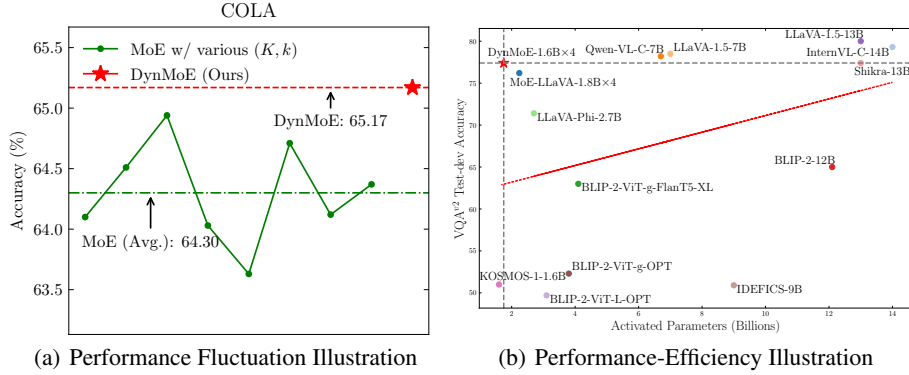 COLA
65.5
65.0
64.5
64.0
63.5
Accuracy (%)
MoE w/ various (K, k)
DynMoE (Ours)
DynMoE: 65.17
MoE (Avg.): 64.30
(a) Performance Fluctuation Illustration
80
75
70
65
60
55
50
VQA^{v2} Test-dev Accuracy
LLaVA-1.5-13B
DynMoE-1.6B×4
Qwen-VL-C-7B
LLaVA-1.5-7B
InternVL-C-14B
Shikra-13B
MoE-LLaVA-1.8B×4
LLaVA-Phi-2.7B
BLIP-2-12B
BLIP-2-ViT-g-FlanT5-XL
BLIP-2-ViT-g-OPT
KOSMOS-1-1.6B
IDEFICS-9B
BLIP-2-ViT-L-OPT
2 4 6 8 10 12 14
Activated Parameters (Billions)
(b) Performance-Efficiency Illustration